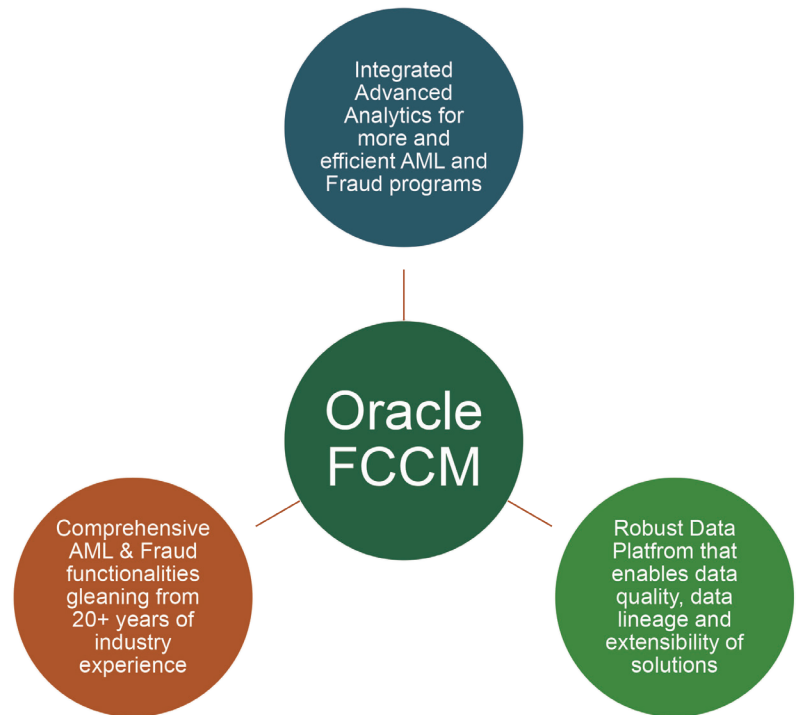 Integrated
Advanced
Analytics for
more and
efficient AML and
Fraud programs
Oracle
FCCM
Comprehensive
AML & Fraud
functionalities
gleaning from
20+ years of
industry
experience
Robust Data
Platfrom that
enables data
quality, data
lineage and
extensibility of
solutions